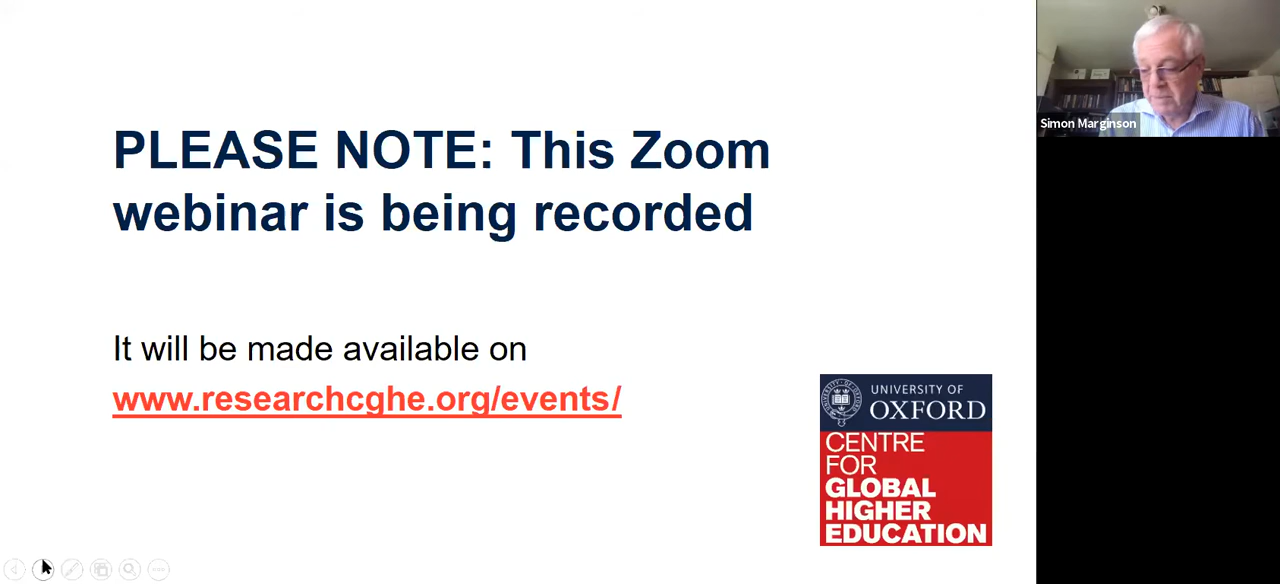 PLEASE NOTE: This Zoom
webinar is being recorded
It will be made available on
www.researchcghe.org/events/
Simon Marginson
UNIVERSITY OF
OXFORD
CENTRE
FOR
GLOBAL
HIGHER
EDUCATION